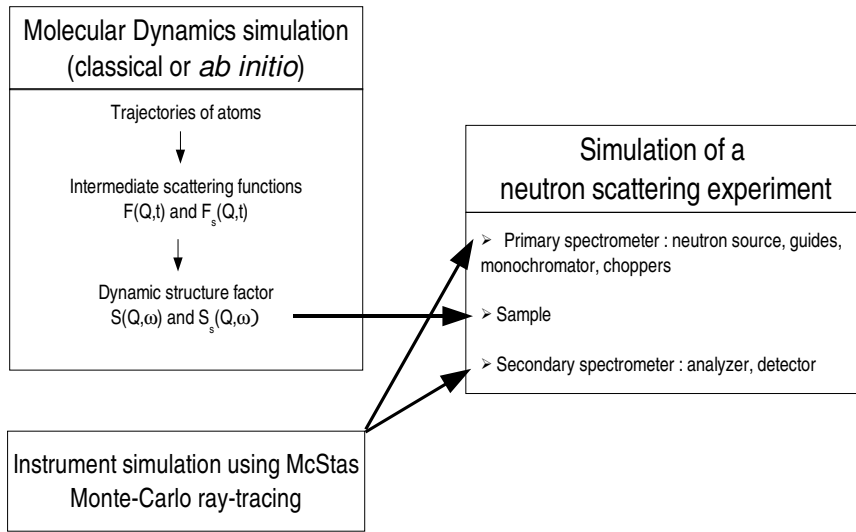 Molecular Dynamics simulation
(classical or ab initio)
Trajectories of atoms
Intermediate scattering functions
F(Q,t) and Fs(Q,t)
Dynamic structure factor
S(Q,ω) and Ss(Q,ω)
Simulation of a
neutron scattering experiment
➢ Primary spectrometer : neutron source, guides,
monochromator, choppers
➢ Sample
➢ Secondary spectrometer : analyzer, detector
Instrument simulation using McStas
Monte-Carlo ray-tracing